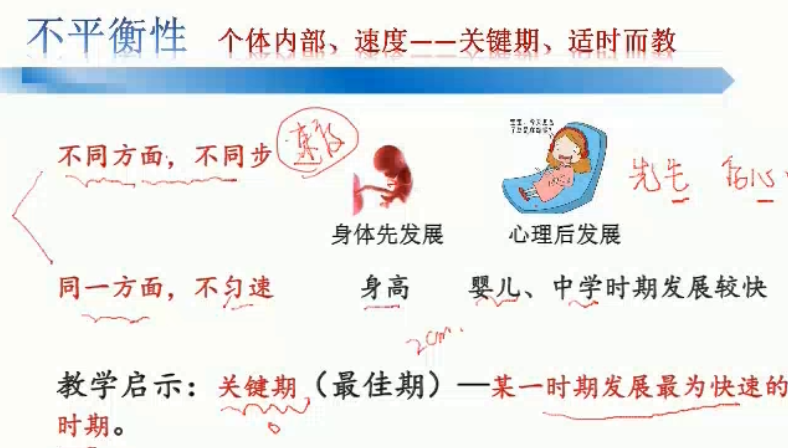 不平衡性 个体内部、速度——关键期、适时而教
不同方面，不同步 速度
身体先发展 心理后发展
同一方面，不匀速 身高 婴儿、中学时期发展较快
2cm.
教学启示：关键期（最佳期）—某一时期发展最为快速的
时期。